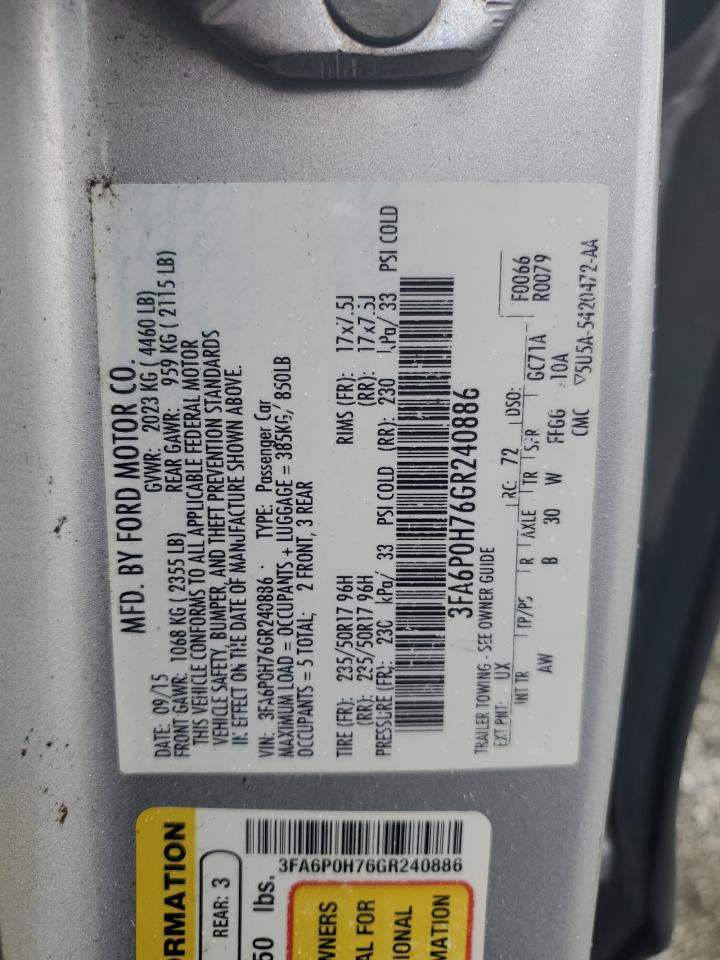 MFD. BY FORD MOTOR CO.
DATE: 09/15 GVWR: 2023 KG ( 4460 LB)
FRONT GAWR: 1068 KG ( 2355 LB) REAR GAWR: 959 KG ( 2115 LB)
THIS VEHICLE CONFORMS TO ALL APPLICABLE FEDERAL MOTOR
VEHICLE SAFETY, BUMPER, AND THEFT PREVENTION STANDARDS
IN EFFECT ON THE DATE OF MANUFACTURE SHOWN ABOVE.
VIN: 3FA6P0H76GR240886 TYPE: Passenger Car
MAXIMUM LOAD = OCCUPANTS + LUGGAGE = 385KG/ 850LB
OCCUPANTS = 5 TOTAL; 2 FRONT, 3 REAR
TIRE (FR): 235/50R17 96H RIMS (FR): 17x7.5J
(RR): 235/50R17 96H (RR): 17x7.5J
PRESSURE (FR): 230 kPa/ 33 PSI COLD (RR): 230 kPa/ 33 PSI COLD
3FA6P0H76GR240886
TRAILER TOWING - SEE OWNER GUIDE
EXT PNT: UX RC: 72 DSO: F0066
R0079
INT TR TP/PS R AXLE TR SPR GC71A
AW B 30 W FFGG 10A
CMC 5U5A-5420472-AA
ORMATION
REAR: 3
50 lbs.
3FA6P0H76GR240886
WNERS
AL FOR
IONAL
MATION